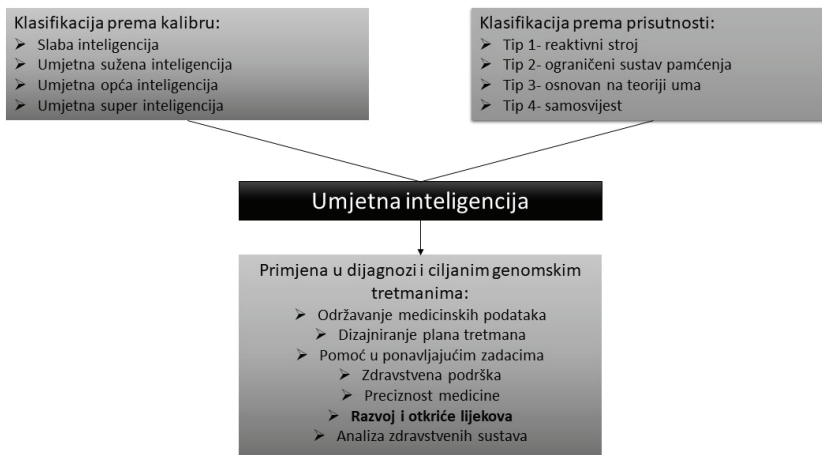 Klasifikacija prema kalibru:
➢ Slaba inteligencija
➢ Umjetna sužena inteligencija
➢ Umjetna opća inteligencija
➢ Umjetna super inteligencija
Klasifikacija prema prisutnosti:
➢ Tip 1- reaktivni stroj
➢ Tip 2- ograničeni sustav pamćenja
➢ Tip 3- osnovan na teoriji uma
➢ Tip 4- samosvijest
Umjetna inteligencija
Primjena u dijagnozi i ciljanim genomskim
tretmanima:
➢ Održavanje medicinskih podataka
➢ Dizajniranje plana tretmana
➢ Pomoć u ponavljajućim zadacima
➢ Zdravstvena podrška
➢ Preciznost medicine
➢ Razvoj i otkriće lijekova
➢ Analiza zdravstvenih sustava